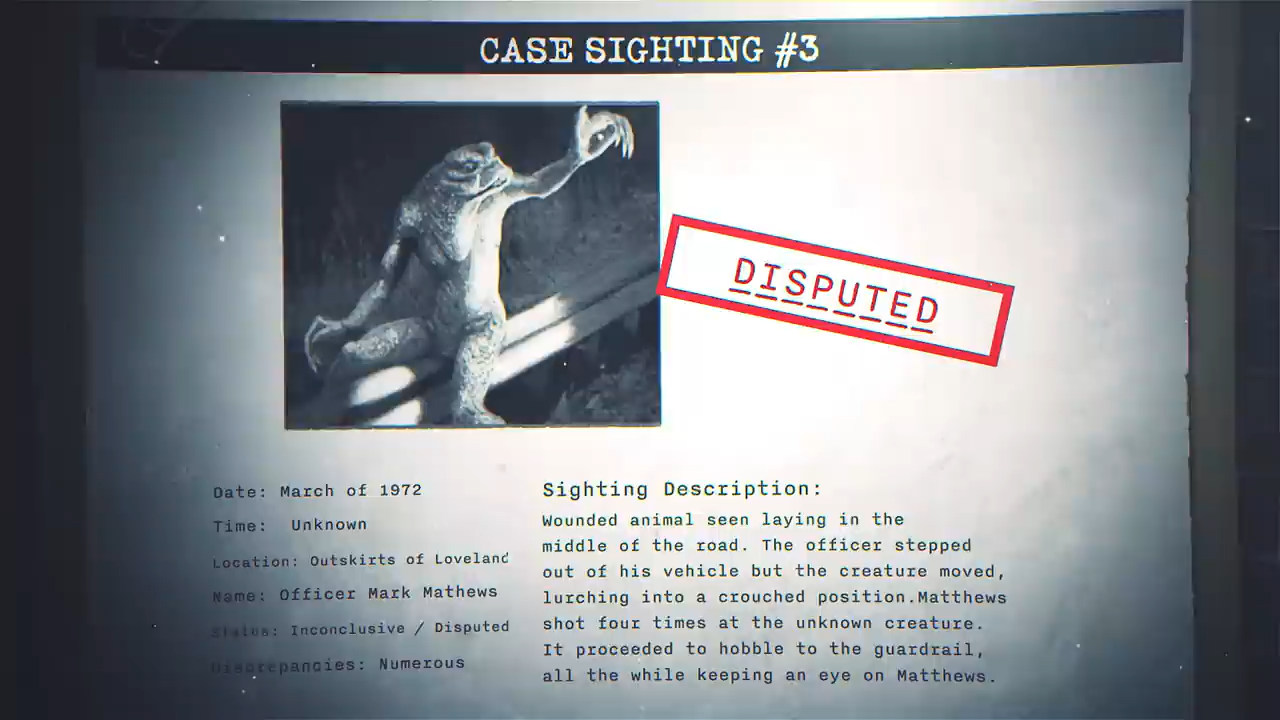 CASE SIGHTING #3
DISPUTED
Date: March of 1972
Time: Unknown
Location: Outskirts of Loveland
Name: Officer Mark Mathews
Status: Inconclusive / Disputed
Discrepancies: Numerous
Sighting Description:
Wounded animal seen laying in the
middle of the road. The officer stepped
out of his vehicle but the creature moved,
lurching into a crouched position.Matthews
shot four times at the unknown creature.
It proceeded to hobble to the guardrail,
all the while keeping an eye on Matthews.